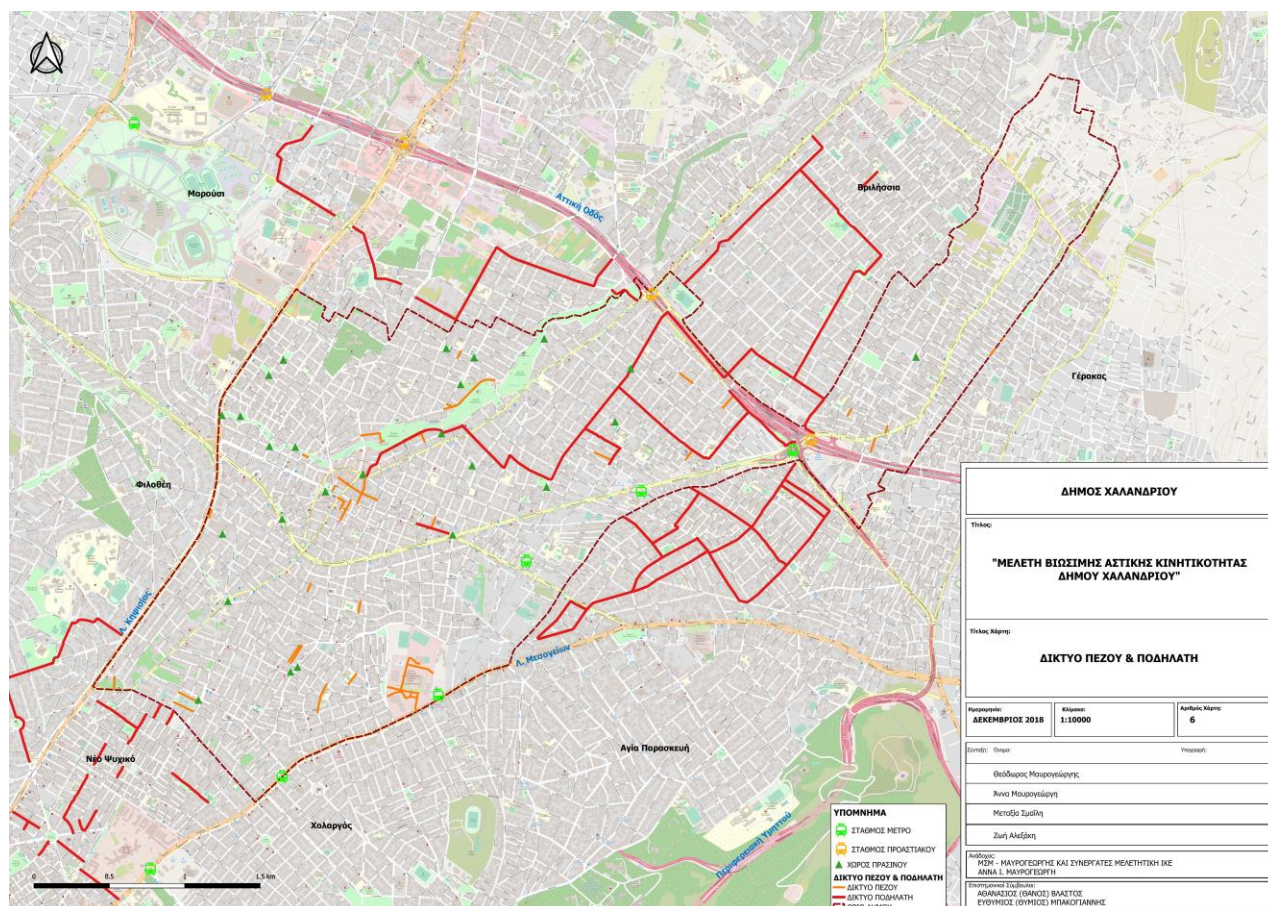 Μαρούσι
Αττική Οδός
Βριλήσσια
Γέρακας
Φιλοθέη
Λ. Κηφισίας
Λ. Μεσογείων
Νέο Ψυχικό
Χολαργός
Αγία Παρασκευή
Περιφερειακή Υμηττού
0 0.5 1 1.5 km
ΥΠΟΜΝΗΜΑ
ΣΤΑΘΜΟΣ ΜΕΤΡΟ
ΣΤΑΘΜΟΣ ΠΡΟΑΣΤΙΑΚΟΥ
ΧΩΡΟΣ ΠΡΑΣΙΝΟΥ
ΔΙΚΤΥΟ ΠΕΖΟΥ & ΠΟΔΗΛΑΤΗ
ΔΙΚΤΥΟ ΠΕΖΟΥ
ΔΙΚΤΥΟ ΠΟΔΗΛΑΤΗ
ΔΗΜΟΣ ΧΑΛΑΝΔΡΙΟΥ
Τίτλος:
"ΜΕΛΕΤΗ ΒΙΩΣΙΜΗΣ ΑΣΤΙΚΗΣ ΚΙΝΗΤΙΚΟΤΗΤΑΣ
ΔΗΜΟΥ ΧΑΛΑΝΔΡΙΟΥ"
Τίτλος Χάρτη:
ΔΙΚΤΥΟ ΠΕΖΟΥ & ΠΟΔΗΛΑΤΗ
Ημερομηνία: Κλίμακα: Αριθμός Χάρτη:
ΔΕΚΕΜΒΡΙΟΣ 2018 1:10000 6
Σύνταξη: Όνομα: Υπογραφή:
Θεόδωρος Μαυρογεώργης
Άννα Μαυρογεώργη
Μεταξία Σμαΐλη
Ζωή Αλεξάκη
Ανάδοχος:
ΜΣΜ - ΜΑΥΡΟΓΕΩΡΓΗΣ ΚΑΙ ΣΥΝΕΡΓΑΤΕΣ ΜΕΛΕΤΗΤΙΚΗ ΙΚΕ
ΑΝΝΑ Ι. ΜΑΥΡΟΓΕΩΡΓΗ
Επιστημονικοί Σύμβουλοι:
ΑΘΑΝΑΣΙΟΣ (ΘΑΝΟΣ) ΒΛΑΣΤΟΣ
ΕΥΘΥΜΙΟΣ (ΘΥΜΙΟΣ) ΜΠΑΚΟΓΙΑΝΝΗΣ